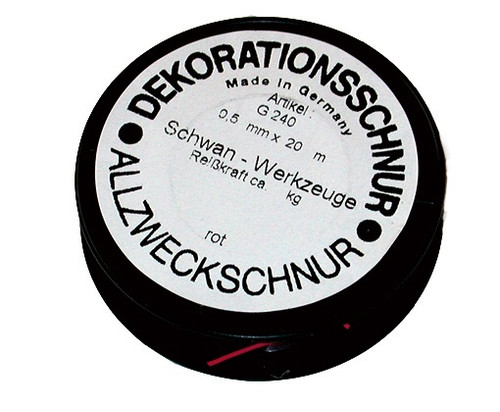 DEKORATIONSSCHNUR
Made in Germany
Artikel :
G 240
0,5 mm x 20 m
Schwan - Werkzeuge
Reißkraft ca. kg
rot
ALLZWECKSCHNUR